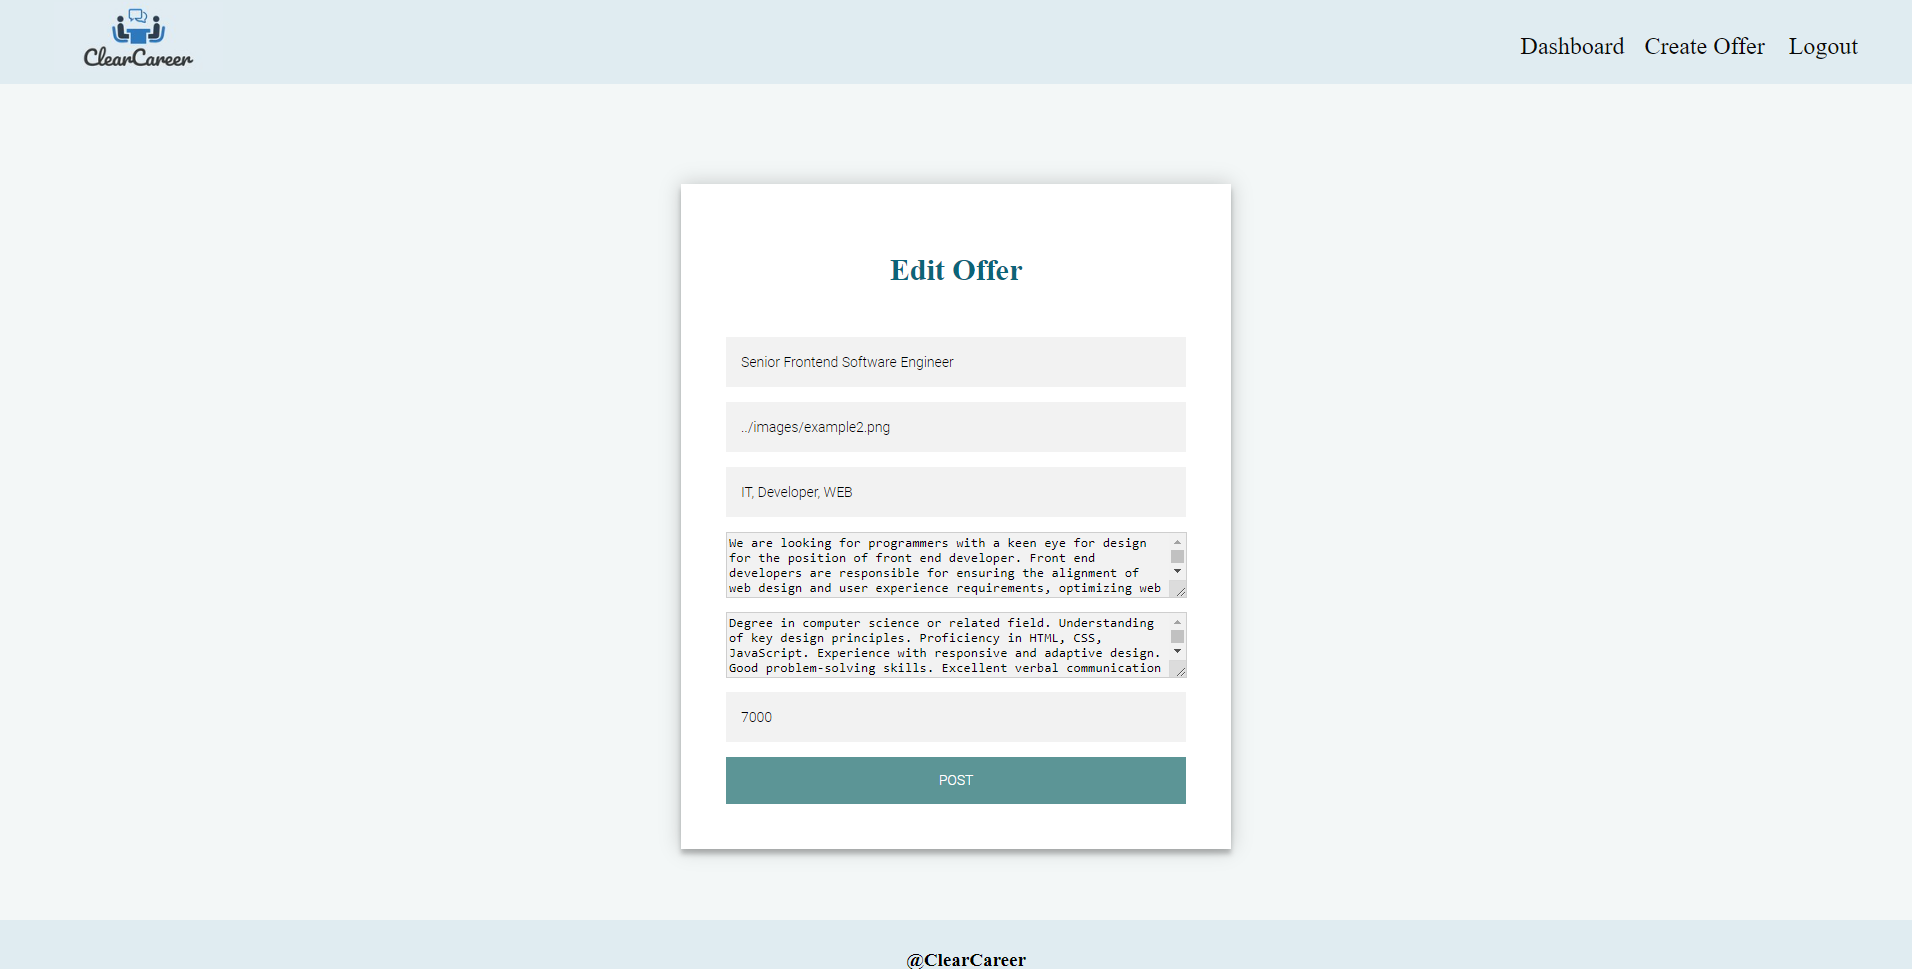 ClearCareer
Dashboard Create Offer Logout
Edit Offer
Senior Frontend Software Engineer
../images/example2.png
IT, Developer, WEB
We are looking for programmers with a keen eye for design
for the position of front end developer. Front end
developers are responsible for ensuring the alignment of
web design and user experience requirements, optimizing web
Degree in computer science or related field. Understanding
of key design principles. Proficiency in HTML, CSS,
JavaScript. Experience with responsive and adaptive design.
Good problem-solving skills. Excellent verbal communication
7000
POST
@ClearCareer